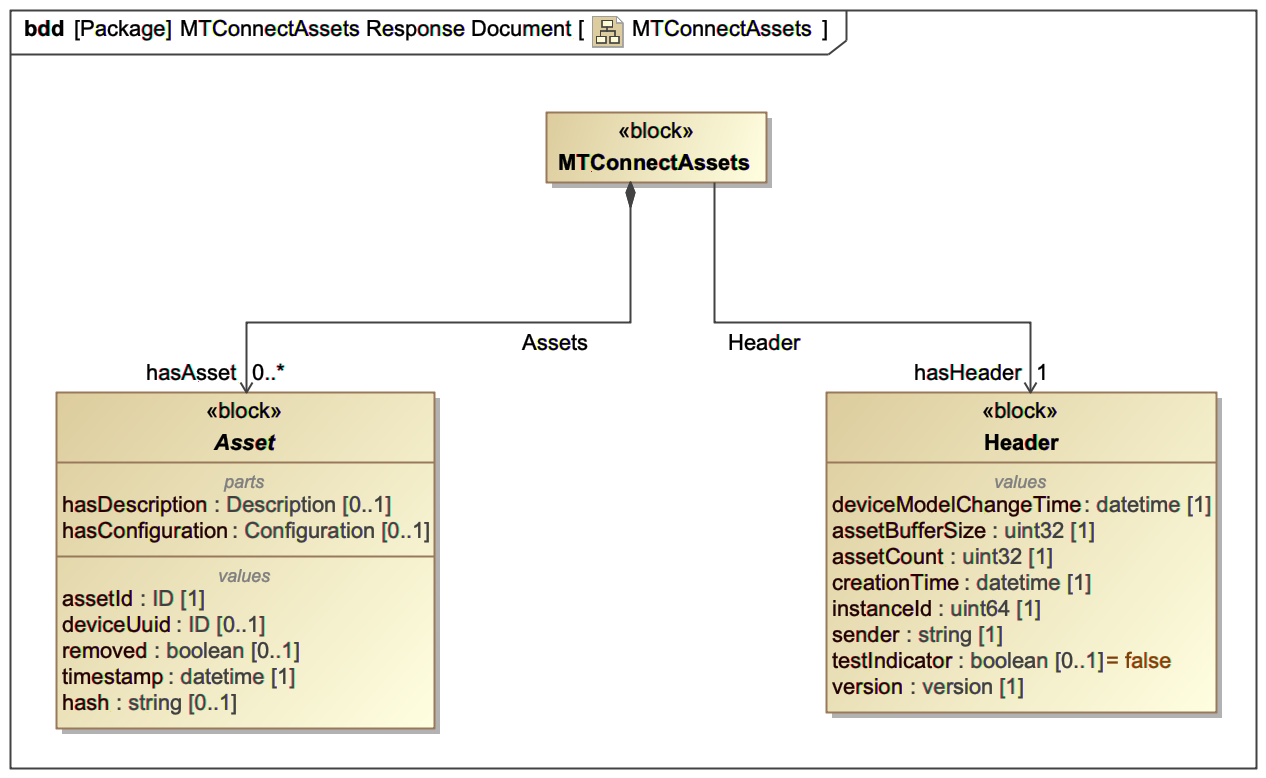 bdd [Package] MTConnectAssets Response Document [ MTConnectAssets ]
«block»
MTConnectAssets
Assets
Header
hasAsset 0..*
hasHeader 1
«block»
Asset
parts
hasDescription : Description [0..1]
hasConfiguration : Configuration [0..1]
values
assetId : ID [1]
deviceUuid : ID [0..1]
removed : boolean [0..1]
timestamp : datetime [1]
hash : string [0..1]
«block»
Header
values
deviceModelChangeTime : datetime [1]
assetBufferSize : uint32 [1]
assetCount : uint32 [1]
creationTime : datetime [1]
instanceId : uint64 [1]
sender : string [1]
testIndicator : boolean [0..1] = false
version : version [1]